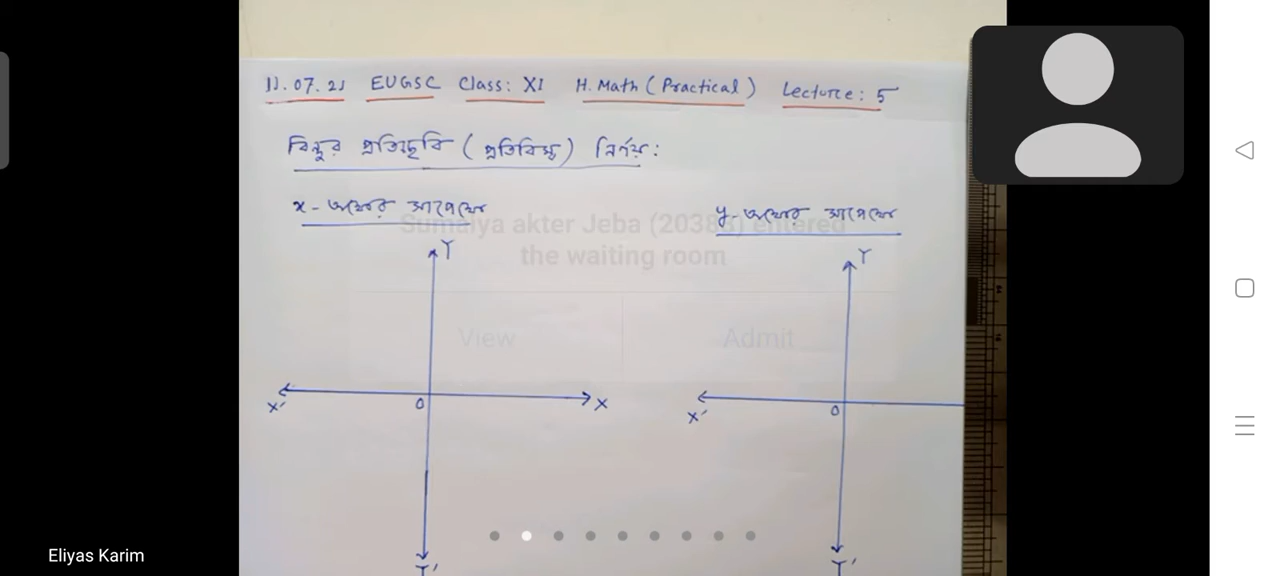 11.07.21 EUGSC Class: XI H. Math (Practical) Lecture: 5
বিন্দুর প্রতিচ্ছবি (প্রতিবিম্ব) নির্ণয়:
x-অক্ষের সাপেক্ষে y-অক্ষের সাপেক্ষে
Sumaiya akter Jeba (20383) entered
the waiting room
View Admit
Y Y
X' O X X' O
Y' Y'
Eliyas Karim